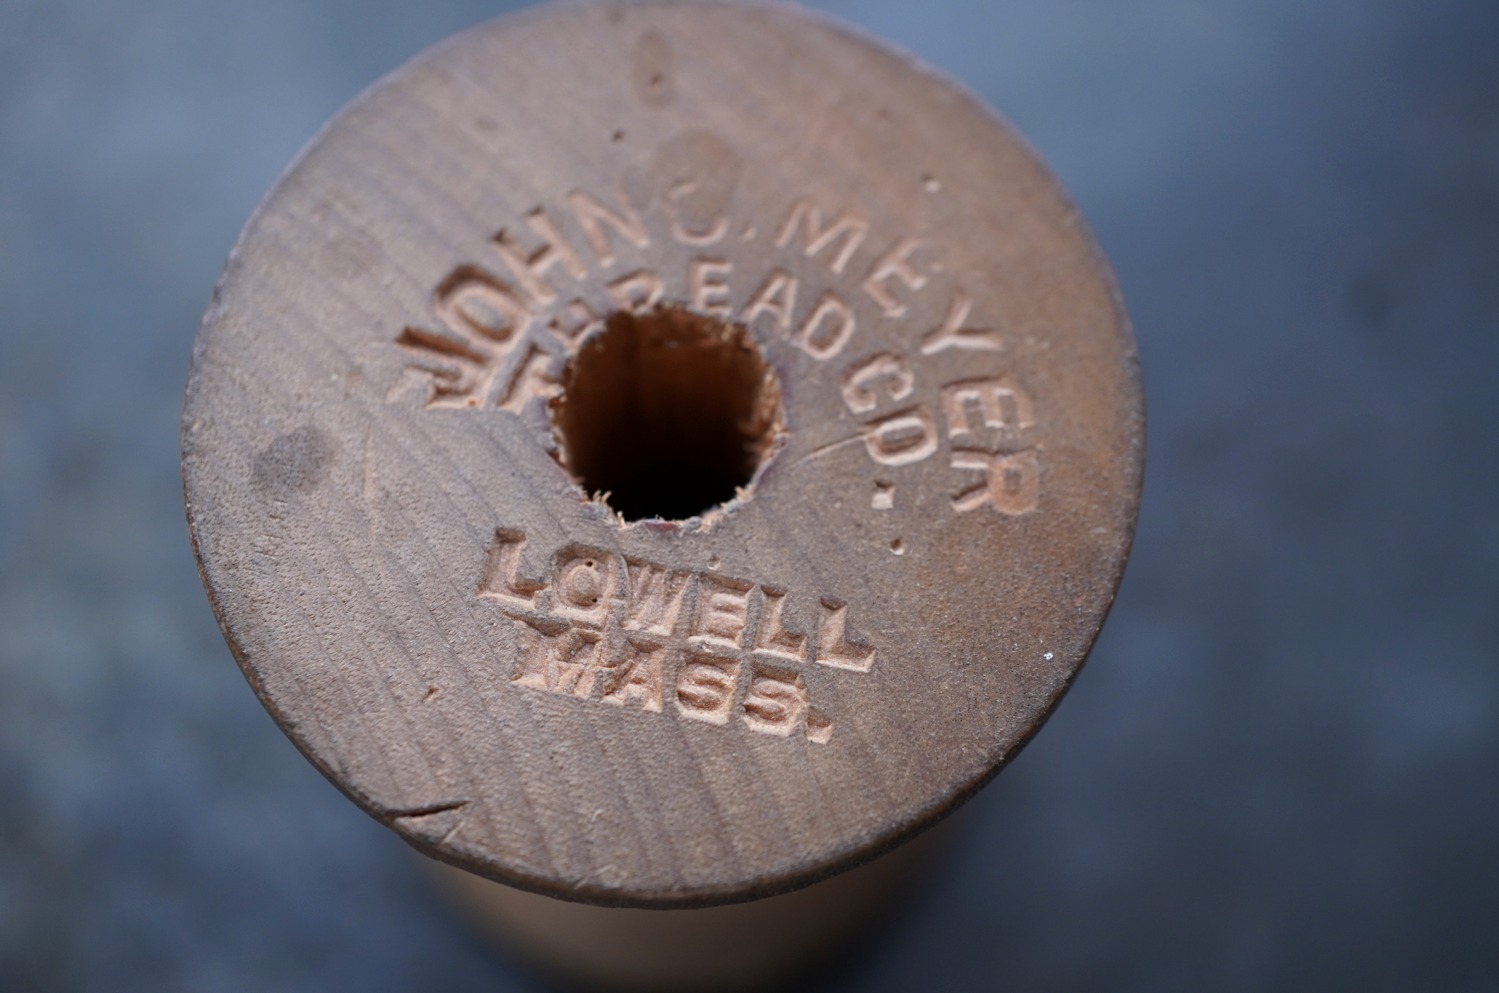 JOHN C. MEYER
THREAD CO.
LOWELL
MASS.